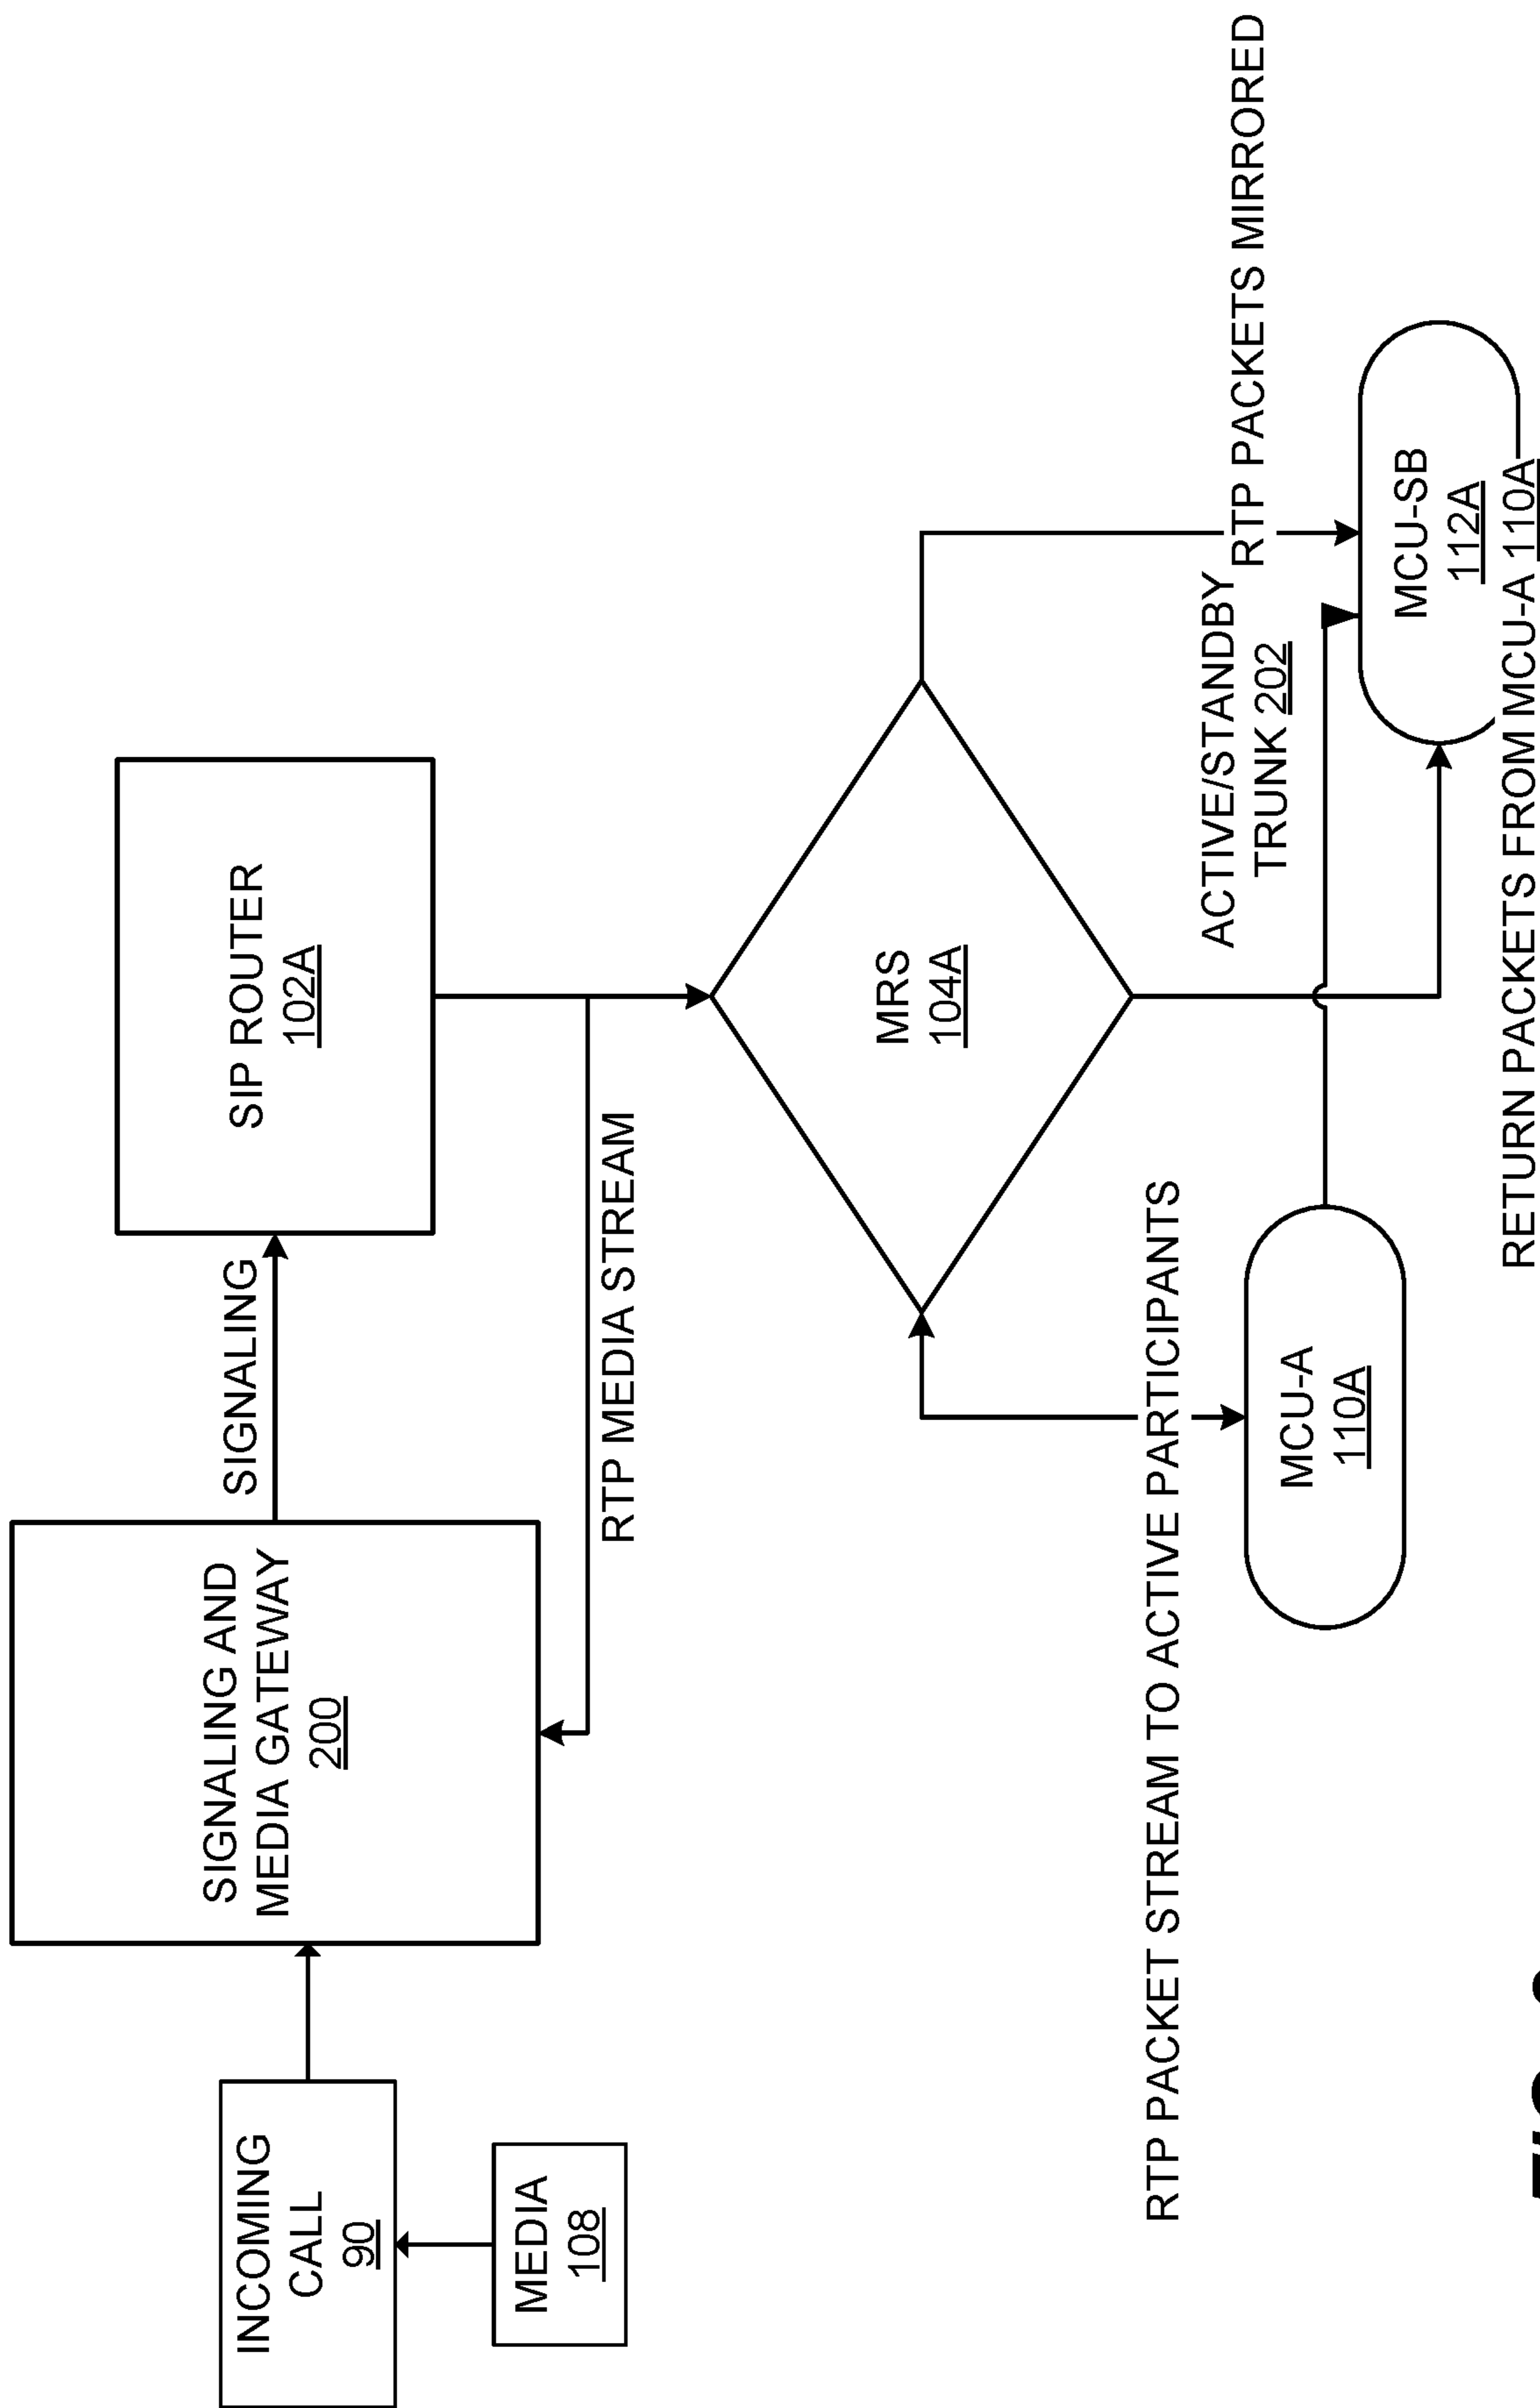 INCOMING
CALL
90
MEDIA
108
SIGNALING AND
MEDIA GATEWAY
200
SIGNALING
SIP ROUTER
102A
RTP MEDIA STREAM
MRS
104A
RTP PACKET STREAM TO ACTIVE PARTICIPANTS
MCU-A
110A
ACTIVE/STANDBY
TRUNK 202
RTP PACKETS MIRRORED
MCU-SB
112A
RETURN PACKETS FROM MCU-A 110A